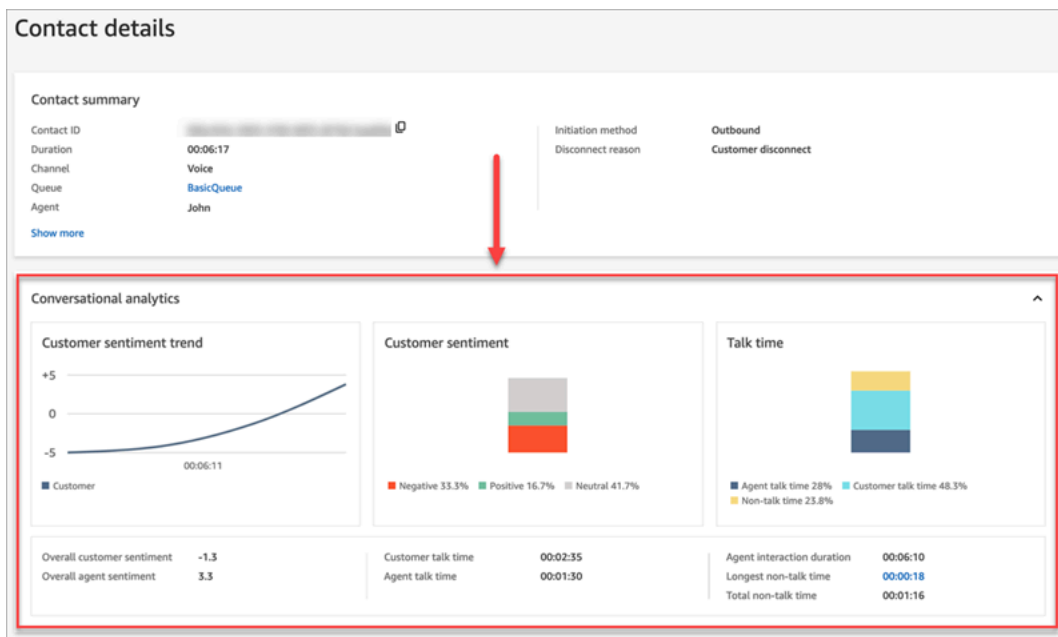 Contact details
Contact summary
Contact ID
Duration 00:06:17
Channel Voice
Queue BasicQueue
Agent John
Show more
Initiation method Outbound
Disconnect reason Customer disconnect
Conversational analytics
Customer sentiment trend
+5
0
-5
00:06:11
Customer
Customer sentiment
Negative 33.3% Positive 16.7% Neutral 41.7%
Talk time
Agent talk time 28% Customer talk time 48.3%
Non-talk time 23.8%
Overall customer sentiment -1.3
Overall agent sentiment 3.3
Customer talk time 00:02:35
Agent talk time 00:01:30
Agent interaction duration 00:06:10
Longest non-talk time 00:00:18
Total non-talk time 00:01:16